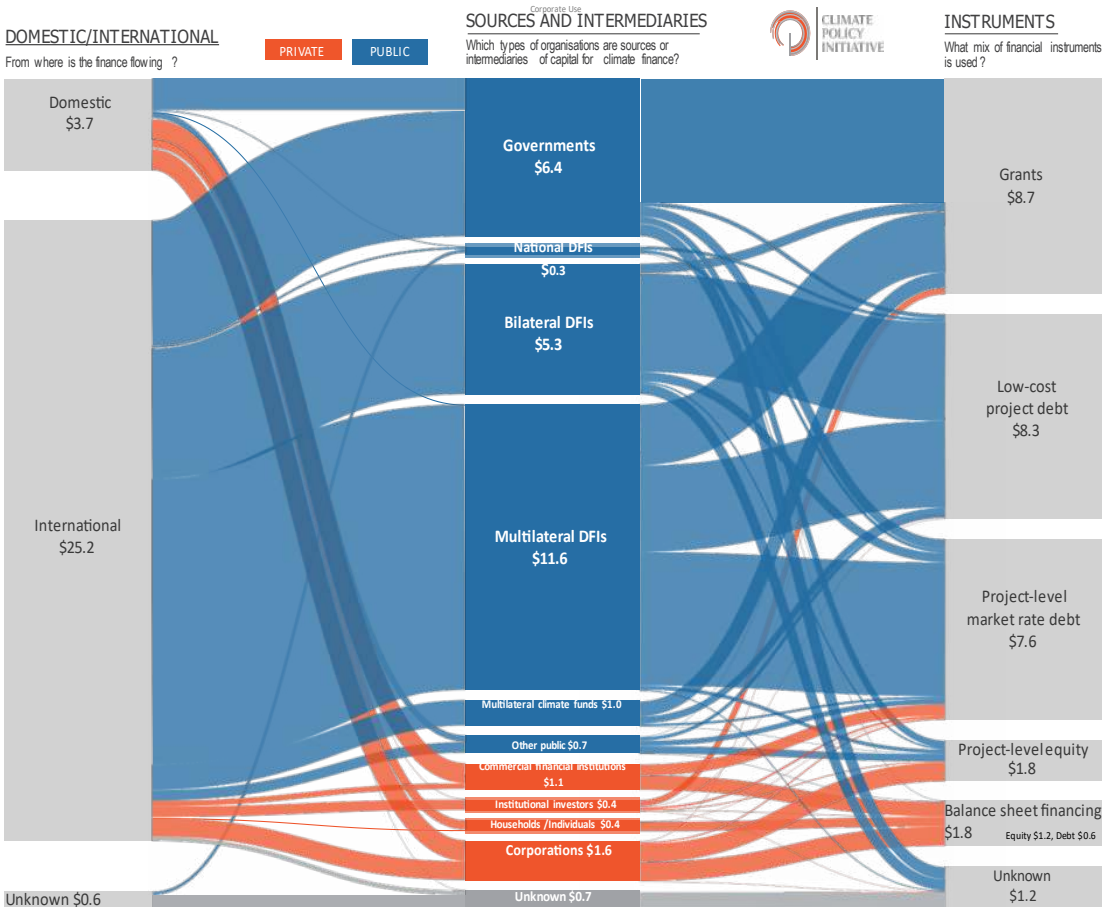 Corporate Use
DOMESTIC/INTERNATIONAL
From where is the finance flowing ?
PRIVATE
PUBLIC
SOURCES AND INTERMEDIARIES
Which types of organisations are sources or
intermediaries of capital for climate finance?
CLIMATE
POLICY
INITIATIVE
INSTRUMENTS
What mix of financial instruments
is used ?
Domestic
$3.7
International
$25.2
Unknown $0.6
Governments
$6.4
National DFIs
$0.3
Bilateral DFIs
$5.3
Multilateral DFIs
$11.6
Multilateral climate funds $1.0
Other public $0.7
Commercial financial institutions
$1.1
Institutional investors $0.4
Households /Individuals $0.4
Corporations $1.6
Unknown $0.7
Grants
$8.7
Low-cost
project debt
$8.3
Project-level
market rate debt
$7.6
Project-level equity
$1.8
Balance sheet financing
$1.8 Equity $1.2, Debt $0.6
Unknown
$1.2